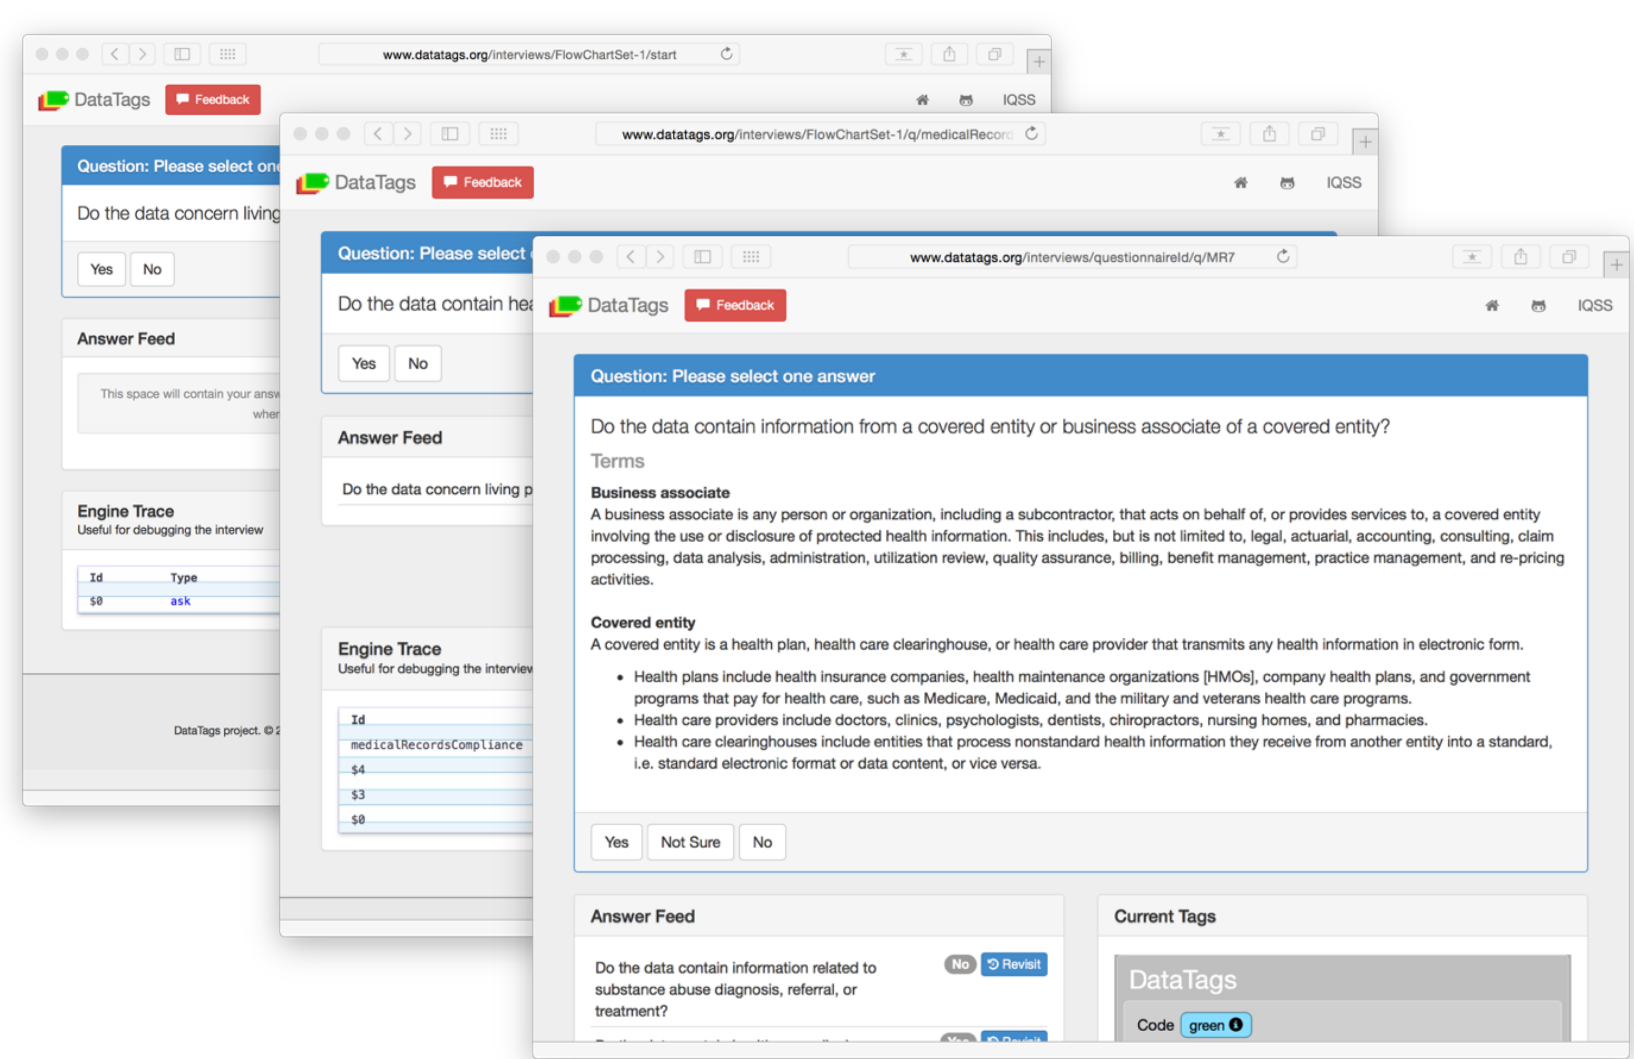 www.datatags.org/interviews/FlowChartSet-1/start
DataTags
Feedback
IQSS
Question: Please select one
Do the data concern living
Yes
No
Answer Feed
This space will contain your answ
wher
Engine Trace
Useful for debugging the interview
Id Type
$0 ask
DataTags project. © 2
www.datatags.org/interviews/FlowChartSet-1/q/medicalRecord
DataTags
Feedback
IQSS
Question: Please select
Do the data contain hea
Yes
No
Answer Feed
Do the data concern living p
Engine Trace
Useful for debugging the interview
Id
medicalRecordsCompliance
$4
$3
$0
www.datatags.org/interviews/questionnaireId/q/MR7
DataTags
Feedback
IQSS
Question: Please select one answer
Do the data contain information from a covered entity or business associate of a covered entity?
Terms
Business associate
A business associate is any person or organization, including a subcontractor, that acts on behalf of, or provides services to, a covered entity
involving the use or disclosure of protected health information. This includes, but is not limited to, legal, actuarial, accounting, consulting, claim
processing, data analysis, administration, utilization review, quality assurance, billing, benefit management, practice management, and re-pricing
activities.
Covered entity
A covered entity is a health plan, health care clearinghouse, or health care provider that transmits any health information in electronic form.
• Health plans include health insurance companies, health maintenance organizations [HMOs], company health plans, and government
programs that pay for health care, such as Medicare, Medicaid, and the military and veterans health care programs.
• Health care providers include doctors, clinics, psychologists, dentists, chiropractors, nursing homes, and pharmacies.
• Health care clearinghouses include entities that process nonstandard health information they receive from another entity into a standard,
i.e. standard electronic format or data content, or vice versa.
Yes
Not Sure
No
Answer Feed
Do the data contain information related to
substance abuse diagnosis, referral, or
treatment?
No
Revisit
Yes
Revisit
Current Tags
DataTags
Code green